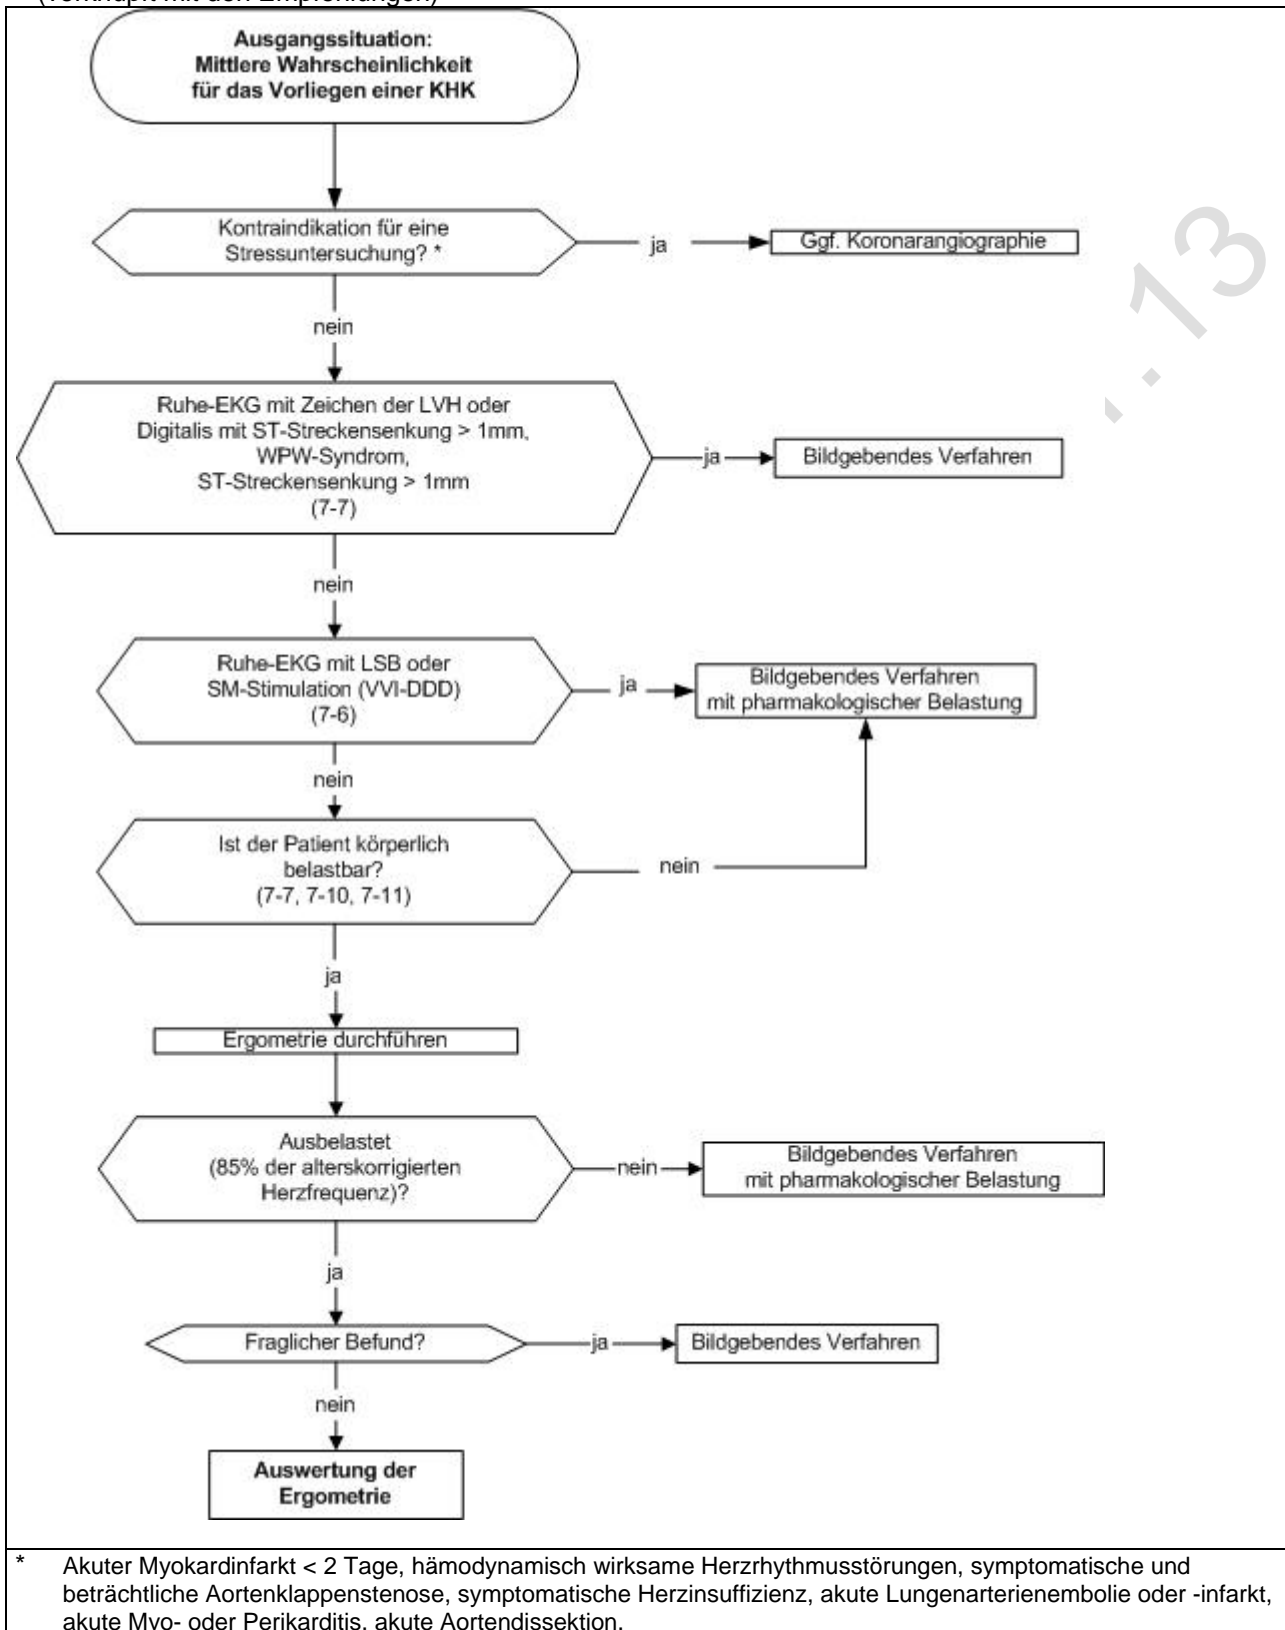 (verknüpft mit den Empfehlungen)
Ausgangssituation:
Mittlere Wahrscheinlichkeit
für das Vorliegen einer KHK
Kontraindikation für eine
Stressuntersuchung? *
ja
Ggf. Koronarangiographie
nein
Ruhe-EKG mit Zeichen der LVH oder
Digitalis mit ST-Streckensenkung > 1mm,
WPW-Syndrom,
ST-Streckensenkung > 1mm
(7-7)
ja
Bildgebendes Verfahren
nein
Ruhe-EKG mit LSB oder
SM-Stimulation (VVI-DDD)
(7-6)
ja
Bildgebendes Verfahren
mit pharmakologischer Belastung
nein
Ist der Patient körperlich
belastbar?
(7-7, 7-10, 7-11)
nein
ja
Ergometrie durchführen
Ausbelastet
(85% der alterskorrigierten
Herzfrequenz)?
nein
Bildgebendes Verfahren
mit pharmakologischer Belastung
ja
Fraglicher Befund?
ja
Bildgebendes Verfahren
nein
Auswertung der
Ergometrie
* Akuter Myokardinfarkt < 2 Tage, hämodynamisch wirksame Herzrhythmusstörungen, symptomatische und
beträchtliche Aortenklappenstenose, symptomatische Herzinsuffizienz, akute Lungenarterienembolie oder -infarkt,
akute Myo- oder Perikarditis, akute Aortendissektion.
.13